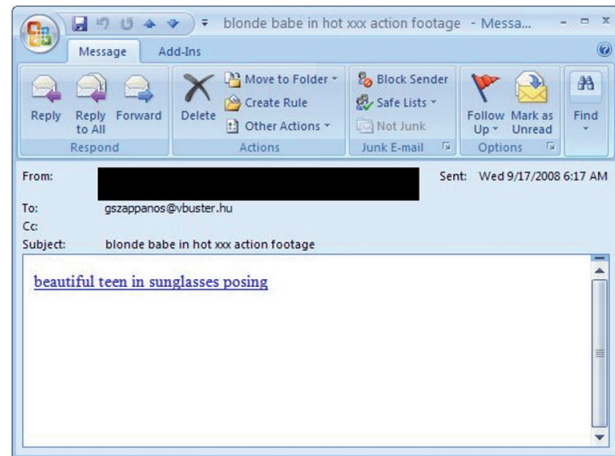 blonde babe in hot xxx action footage - Messa...
Message Add-Ins
Reply Reply to All Forward
Respond
Delete
Move to Folder
Create Rule
Other Actions
Actions
Block Sender
Safe Lists
Not Junk
Junk E-mail
Follow Up Mark as Unread
Options
Find
From: Sent: Wed 9/17/2008 6:17 AM
To: gszappanos@vbuster.hu
Cc:
Subject: blonde babe in hot xxx action footage
beautiful teen in sunglasses posing